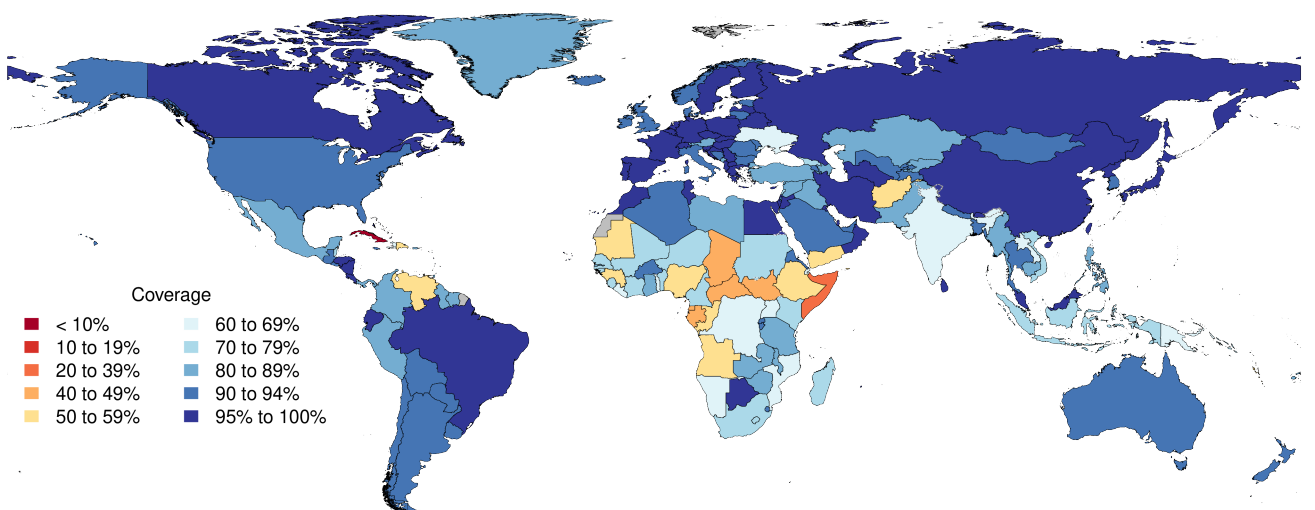 Coverage
< 10%
10 to 19%
20 to 39%
40 to 49%
50 to 59%
60 to 69%
70 to 79%
80 to 89%
90 to 94%
95% to 100%